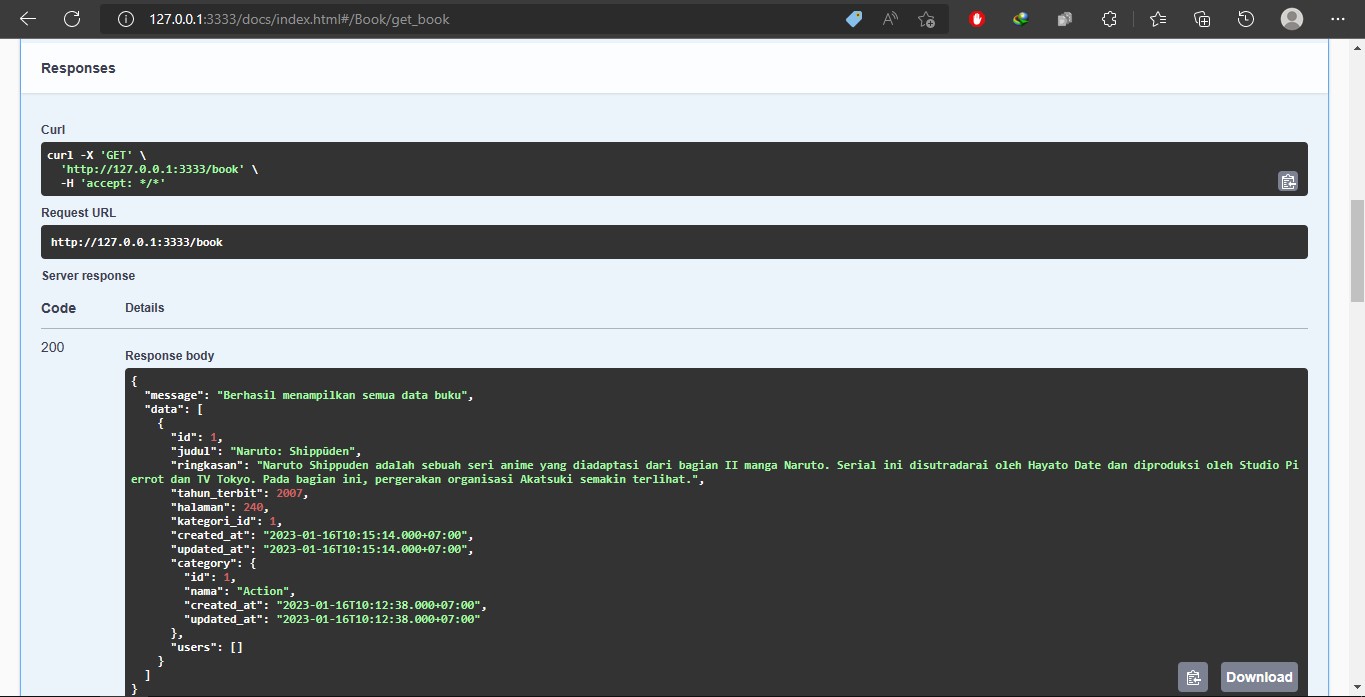 127.0.0.1:3333/docs/index.html#/Book/get_book
Responses
Curl
curl -X 'GET' \
'http://127.0.0.1:3333/book' \
-H 'accept: */*'
Request URL
http://127.0.0.1:3333/book
Server response
Code Details
200
Response body
{
"message": "Berhasil menampilkan semua data buku",
"data": [
{
"id": 1,
"judul": "Naruto: Shippūden",
"ringkasan": "Naruto Shippuden adalah sebuah seri anime yang diadaptasi dari bagian II manga Naruto. Serial ini disutradarai oleh Hayato Date dan diproduksi oleh Studio Pi
errot dan TV Tokyo. Pada bagian ini, pergerakan organisasi Akatsuki semakin terlihat.",
"tahun_terbit": 2007,
"halaman": 240,
"kategori_id": 1,
"created_at": "2023-01-16T10:15:14.000+07:00",
"updated_at": "2023-01-16T10:15:14.000+07:00",
"category": {
"id": 1,
"nama": "Action",
"created_at": "2023-01-16T10:12:38.000+07:00",
"updated_at": "2023-01-16T10:12:38.000+07:00"
},
"users": []
}
]
}
Download